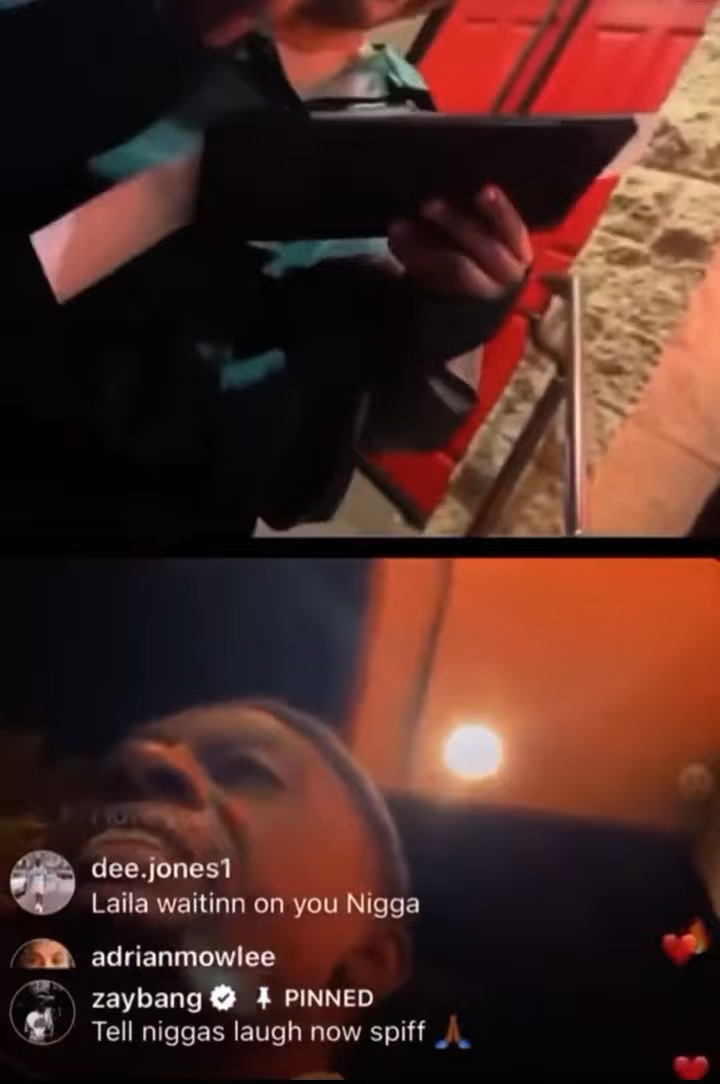 dee.jones1
Laila waitinn on you Nigga
adrianmowlee
zaybang PINNED
Tell niggas laugh now spiff 🙏🏾